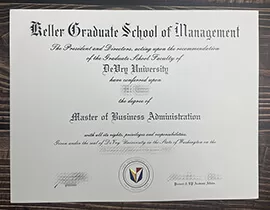 Keller Graduate School of Management
The President and Directors, acting upon the recommendation
of the Graduate School Faculty of
DeVry University
have conferred upon
the degree of
Master of Business Administration
with all its rights, privileges and responsibilities.
Given under the seal of DeVry University in the State of Washington on the